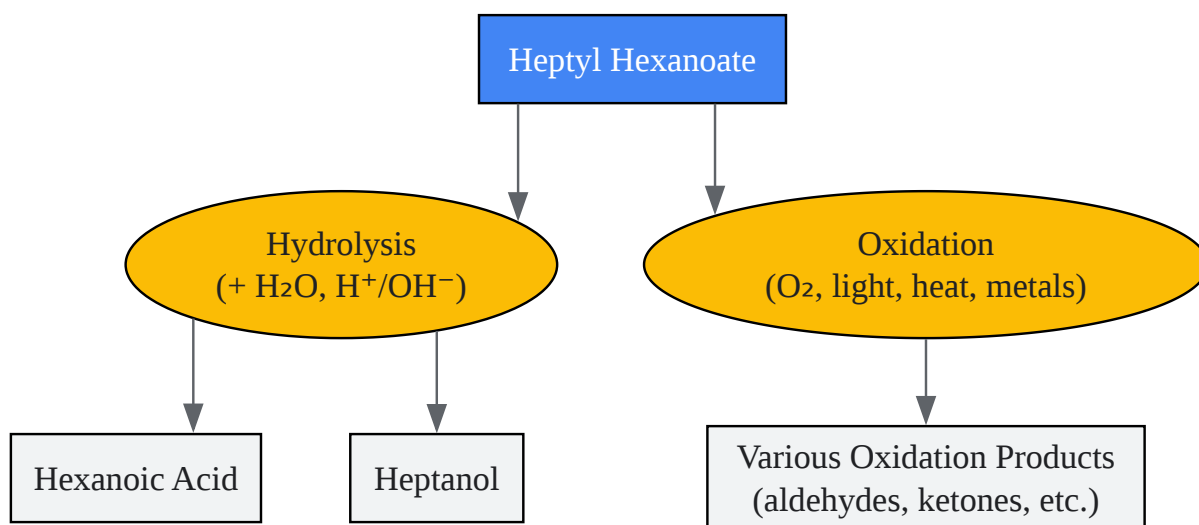 Heptyl Hexanoate
Hydrolysis
(+ H₂O, H⁺/OH⁻)
Oxidation
(O₂, light, heat, metals)
Hexanoic Acid
Heptanol
Various Oxidation Products
(aldehydes, ketones, etc.)